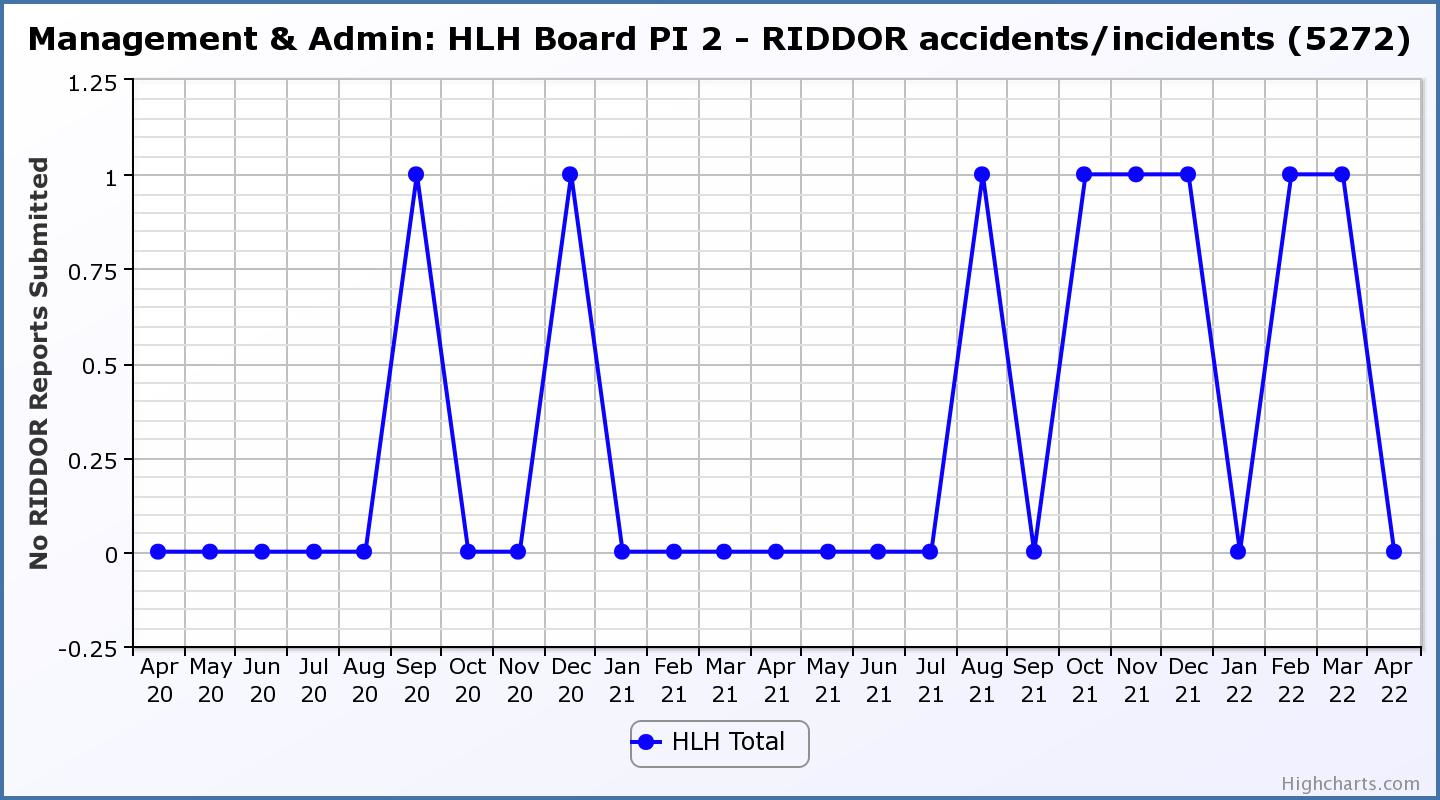 Management & Admin: HLH Board PI 2 - RIDDOR accidents/incidents (5272)
No RIDDOR Reports Submitted
1.25
1
0.75
0.5
0.25
0
-0.25
Apr May Jun Jul Aug Sep Oct Nov Dec Jan Feb Mar Apr May Jun Jul Aug Sep Oct Nov Dec Jan Feb Mar Apr
20 20 20 20 20 20 20 20 20 21 21 21 21 21 21 21 21 21 21 21 21 22 22 22 22
HLH Total
Highcharts.com